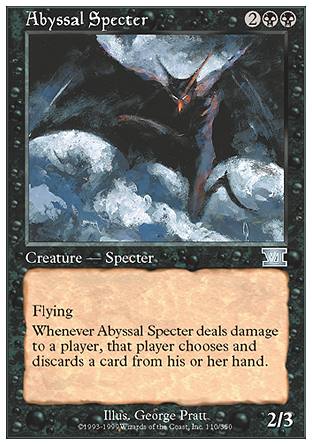 Abyssal Specter 2
Creature — Specter
VI
Flying
Whenever Abyssal Specter deals damage
to a player, that player chooses and
discards a card from his or her hand.
Illus. George Pratt
©1993-1999 Wizards of the Coast, Inc. 110/350
2/3